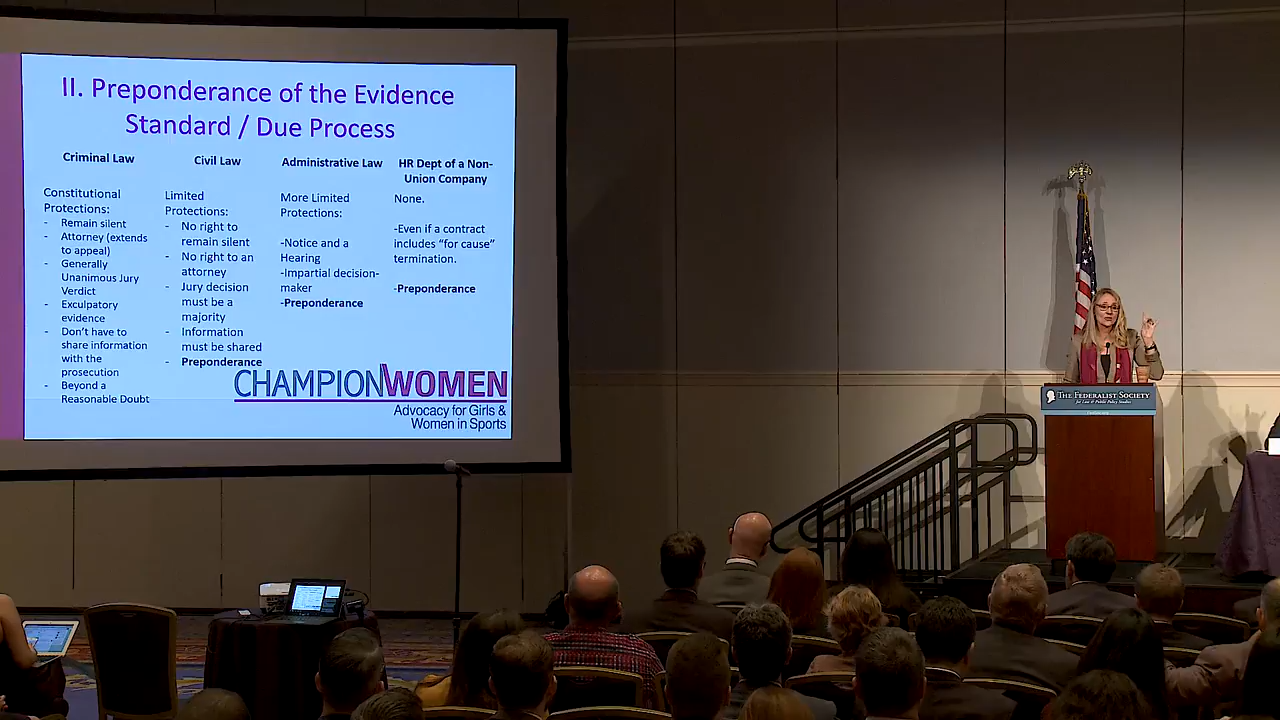 II. Preponderance of the Evidence
Standard / Due Process
Criminal Law
Constitutional
Protections:
- Remain silent
- Attorney (extends
to appeal)
- Generally
Unanimous Jury
Verdict
- Exculpatory
evidence
- Don't have to
share information
with the
prosecution
- Beyond a
Reasonable Doubt
Civil Law
Limited
Protections:
- No right to
remain silent
- No right to an
attorney
- Jury decision
must be a
majority
- Information
must be shared
- Preponderance
Administrative Law
More Limited
Protections:
-Notice and a
Hearing
-Impartial decision-
maker
-Preponderance
HR Dept of a Non-
Union Company
None.
-Even if a contract
includes "for cause"
termination.
-Preponderance
CHAMPIONWOMEN
Advocacy for Girls &
Women in Sports
THE FEDERALIST SOCIETY
for Law & Public Policy Studies